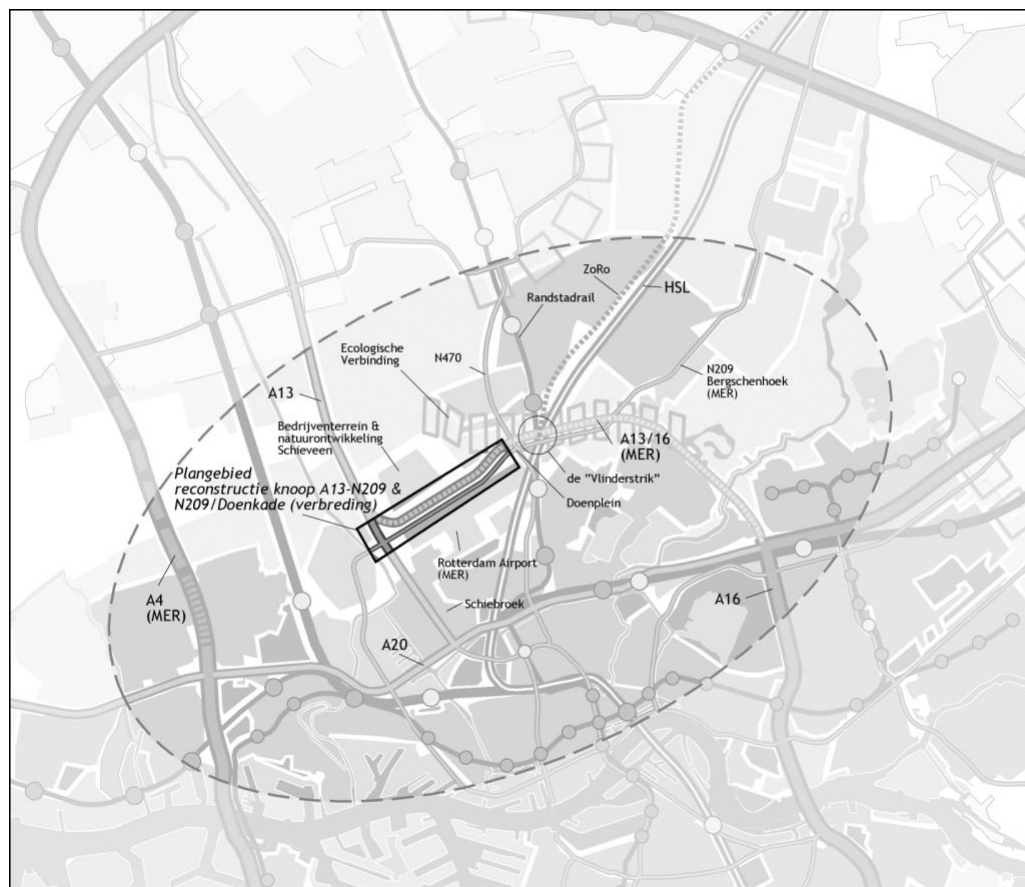 ZoRo
HSL
Randstadrail
Ecologische
Verbinding
N470
N209
Bergschenhoek
(MER)
A13
Bedrijventerrein &
natuurontwikkeling
Schieveen
A13/16
(MER)
Plangebied
reconstructie knoop A13-N209 &
N209/Doenkade (verbreding)
de "Vlinderstrik"
Doenplein
Rotterdam Airport
(MER)
A4
(MER)
Schiebroek
A16
A20